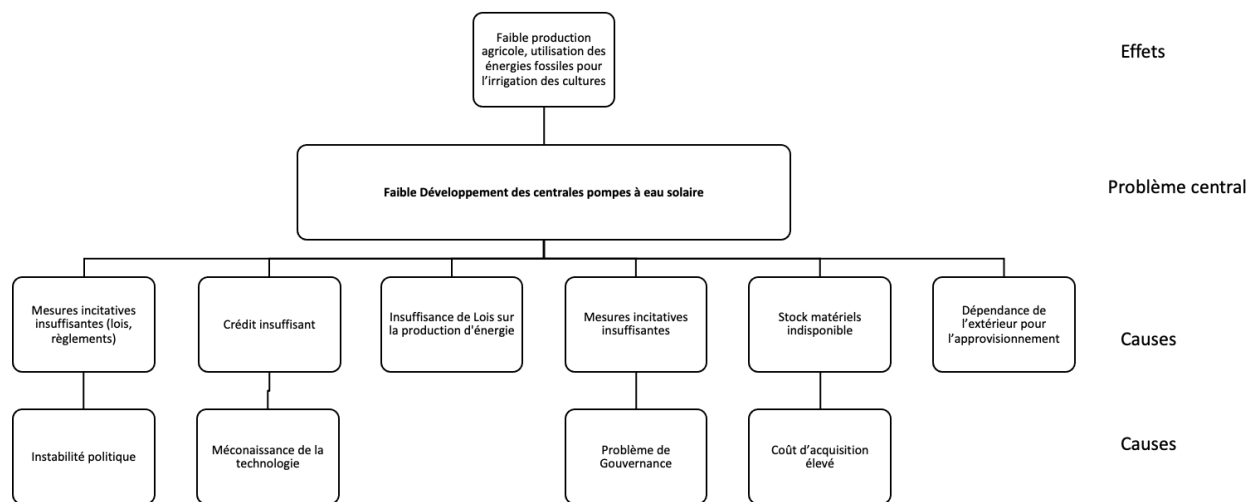 Faible production
agricole, utilisation des
énergies fossiles pour
l’irrigation des cultures
Effets
Faible Développement des centrales pompes à eau solaire
Problème central
Mesures incitatives
insuffisantes (lois,
règlements)
Crédit insuffisant
Insuffisance de Lois sur
la production d'énergie
Mesures incitatives
insuffisantes
Stock matériels
indisponible
Dépendance de
l’extérieur pour
l’approvisionnement
Causes
Instabilité politique
Méconaissance de la
technologie
Problème de
Gouvernance
Coût d’acquisition
élevé
Causes